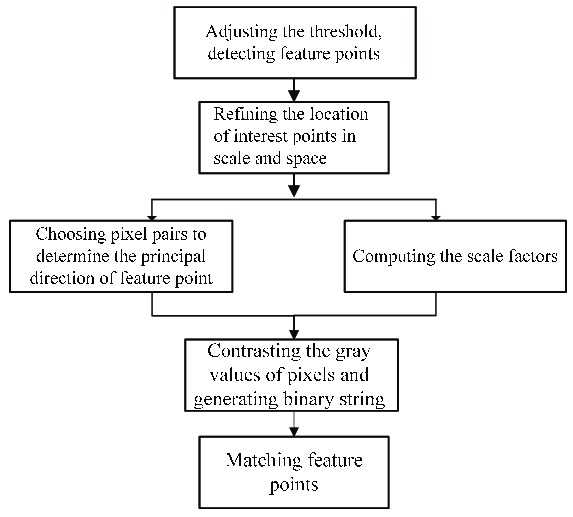 Adjusting the threshold,
detecting feature points
Refining the location
of interest points in
scale and space
Choosing pixel pairs to
determine the principal
direction of feature point
Computing the scale factors
Contrasting the gray
values of pixels and
generating binary string
Matching feature
points